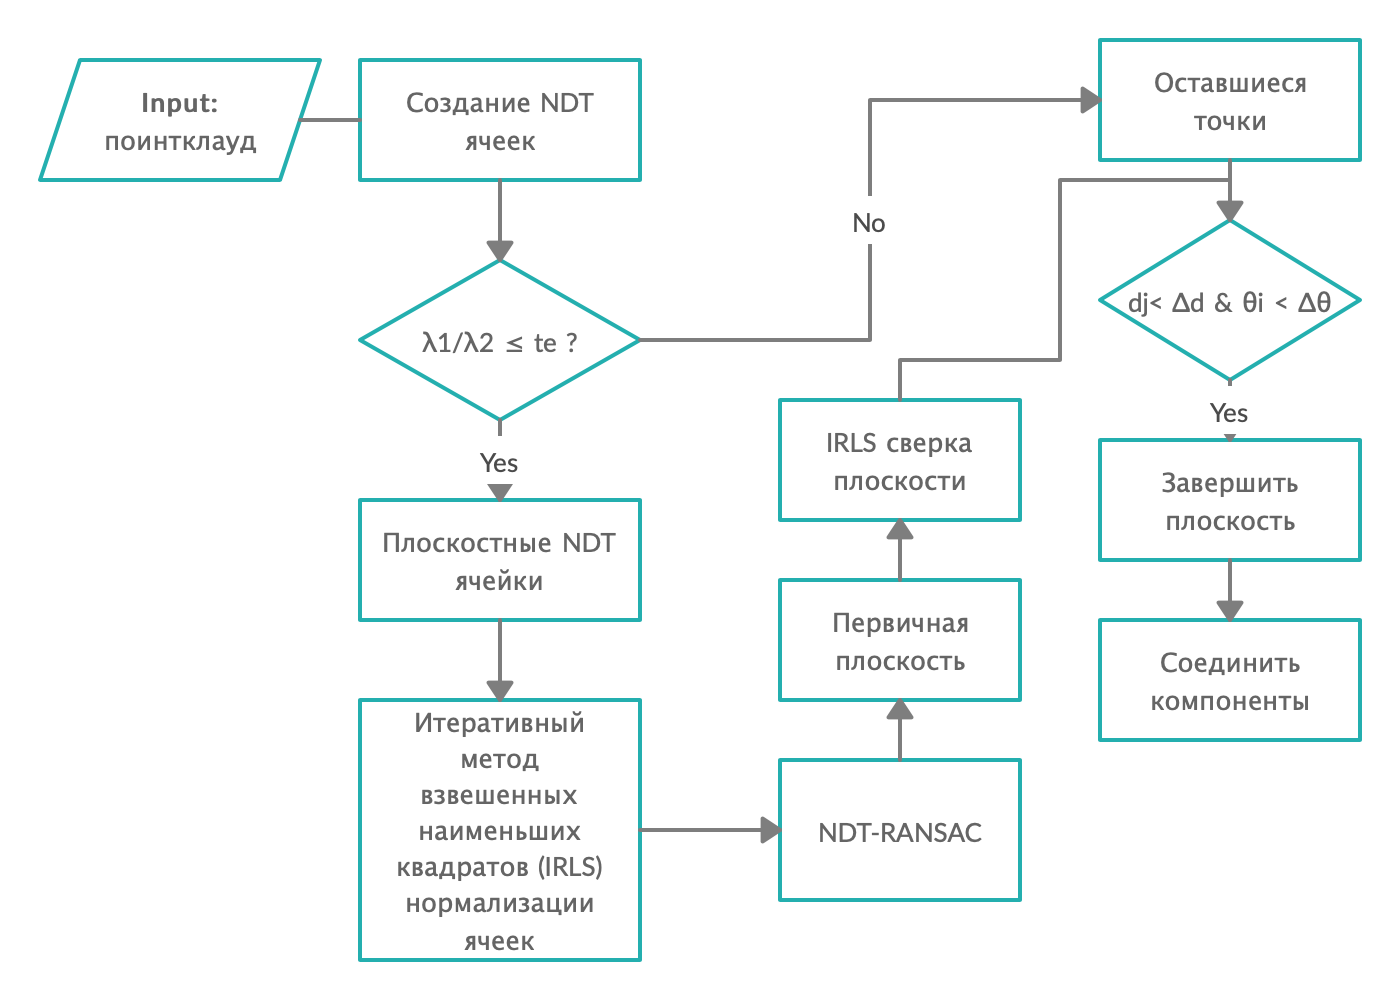 Input:
поинтклауд
Создание NDT
ячеек
λ1/λ2 ≤ te ?
Yes
Плоскостные NDT
ячейки
Итеративный
метод
взвешенных
наименьших
квадратов (IRLS)
нормализации
ячеек
NDT-RANSAC
Первичная
плоскость
IRLS сверка
плоскости
No
Оставшиеся
точки
dj< Δd & θi < Δθ
Yes
Завершить
плоскость
Соединить
компоненты